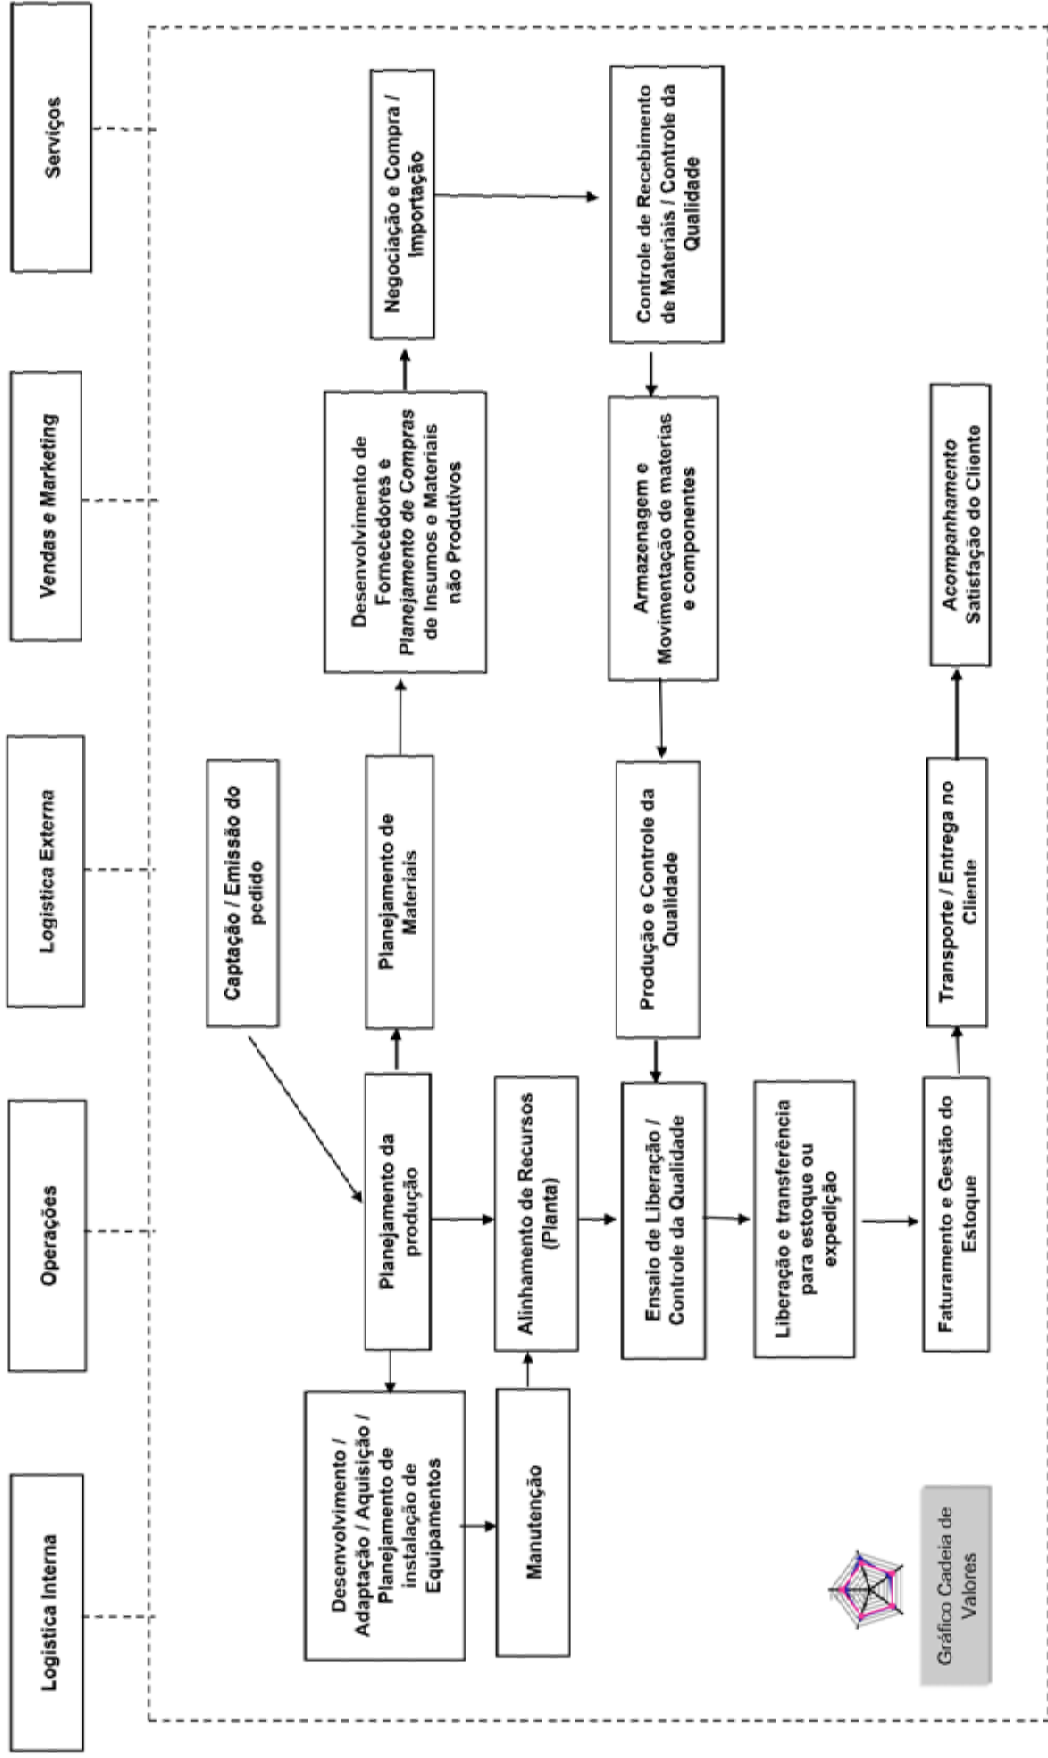 Logistica Interna
Operações
Logistica Externa
Vendas e Marketing
Serviços
Captação / Emissão do
pedido
Desenvolvimento /
Adaptação / Aquisição /
Planejamento de
instalação de
Equipamentos
Planejamento da
produção
Planejamento de
Materiais
Desenvolvimento de
Fornecedores e
Planejamento de Compras
de Insumos e Materiais
não Produtivos
Negociação e Compra /
Importação
Manutenção
Alinhamento de Recursos
(Planta)
Ensaio de Liberação /
Controle da Qualidade
Produção e Controle da
Qualidade
Armazenagem e
Movimentação de materias
e componentes
Controle de Recebimento
de Materiais / Controle da
Qualidade
Liberação e transferência
para estoque ou
expedição
Gráfico Cadeia de
Valores
Faturamento e Gestão do
Estoque
Transporte / Entrega no
Cliente
Acompanhamento
Satisfação do Cliente